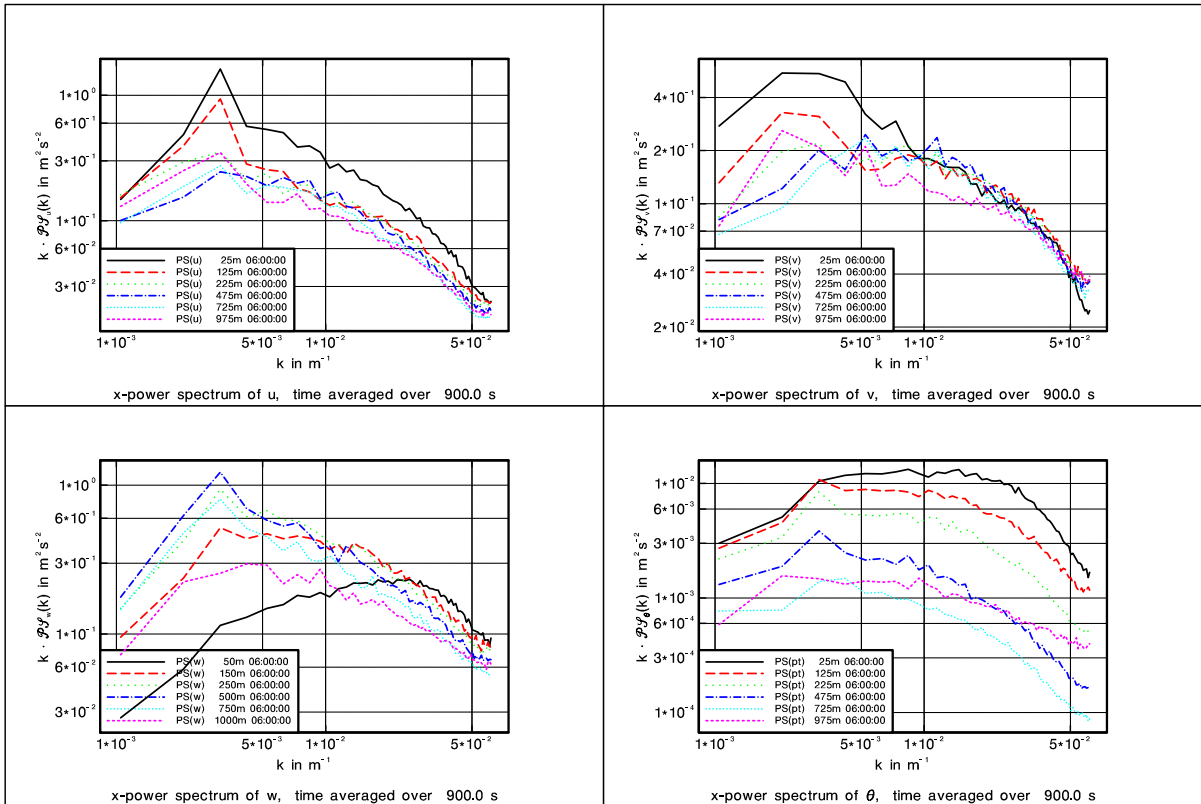 k · 𝒫𝒮ᵤ(k) in m² s⁻²
1*10⁰
6*10⁻¹
3*10⁻¹
1*10⁻¹
6*10⁻²
3*10⁻²
PS(u) 25m 06:00:00
PS(u) 125m 06:00:00
PS(u) 225m 06:00:00
PS(u) 475m 06:00:00
PS(u) 725m 06:00:00
PS(u) 975m 06:00:00
1*10⁻³ 5*10⁻³ 1*10⁻² 5*10⁻²
k in m⁻¹
x-power spectrum of u, time averaged over 900.0 s
k · 𝒫𝒮ᵥ(k) in m² s⁻²
4*10⁻¹
2*10⁻¹
1*10⁻¹
7*10⁻²
4*10⁻²
2*10⁻²
PS(v) 25m 06:00:00
PS(v) 125m 06:00:00
PS(v) 225m 06:00:00
PS(v) 475m 06:00:00
PS(v) 725m 06:00:00
PS(v) 975m 06:00:00
1*10⁻³ 5*10⁻³ 1*10⁻² 5*10⁻²
k in m⁻¹
x-power spectrum of v, time averaged over 900.0 s
k · 𝒫𝒮w(k) in m² s⁻²
1*10⁰
6*10⁻¹
3*10⁻¹
1*10⁻¹
6*10⁻²
3*10⁻²
PS(w) 50m 06:00:00
PS(w) 150m 06:00:00
PS(w) 250m 06:00:00
PS(w) 500m 06:00:00
PS(w) 750m 06:00:00
PS(w) 1000m 06:00:00
1*10⁻³ 5*10⁻³ 1*10⁻² 5*10⁻²
k in m⁻¹
x-power spectrum of w, time averaged over 900.0 s
k · 𝒫𝒮θ(k) in m² s⁻²
1*10⁻²
6*10⁻³
3*10⁻³
1*10⁻³
6*10⁻⁴
3*10⁻⁴
1*10⁻⁴
PS(pt) 25m 06:00:00
PS(pt) 125m 06:00:00
PS(pt) 225m 06:00:00
PS(pt) 475m 06:00:00
PS(pt) 725m 06:00:00
PS(pt) 975m 06:00:00
1*10⁻³ 5*10⁻³ 1*10⁻² 5*10⁻²
k in m⁻¹
x-power spectrum of θ, time averaged over 900.0 s